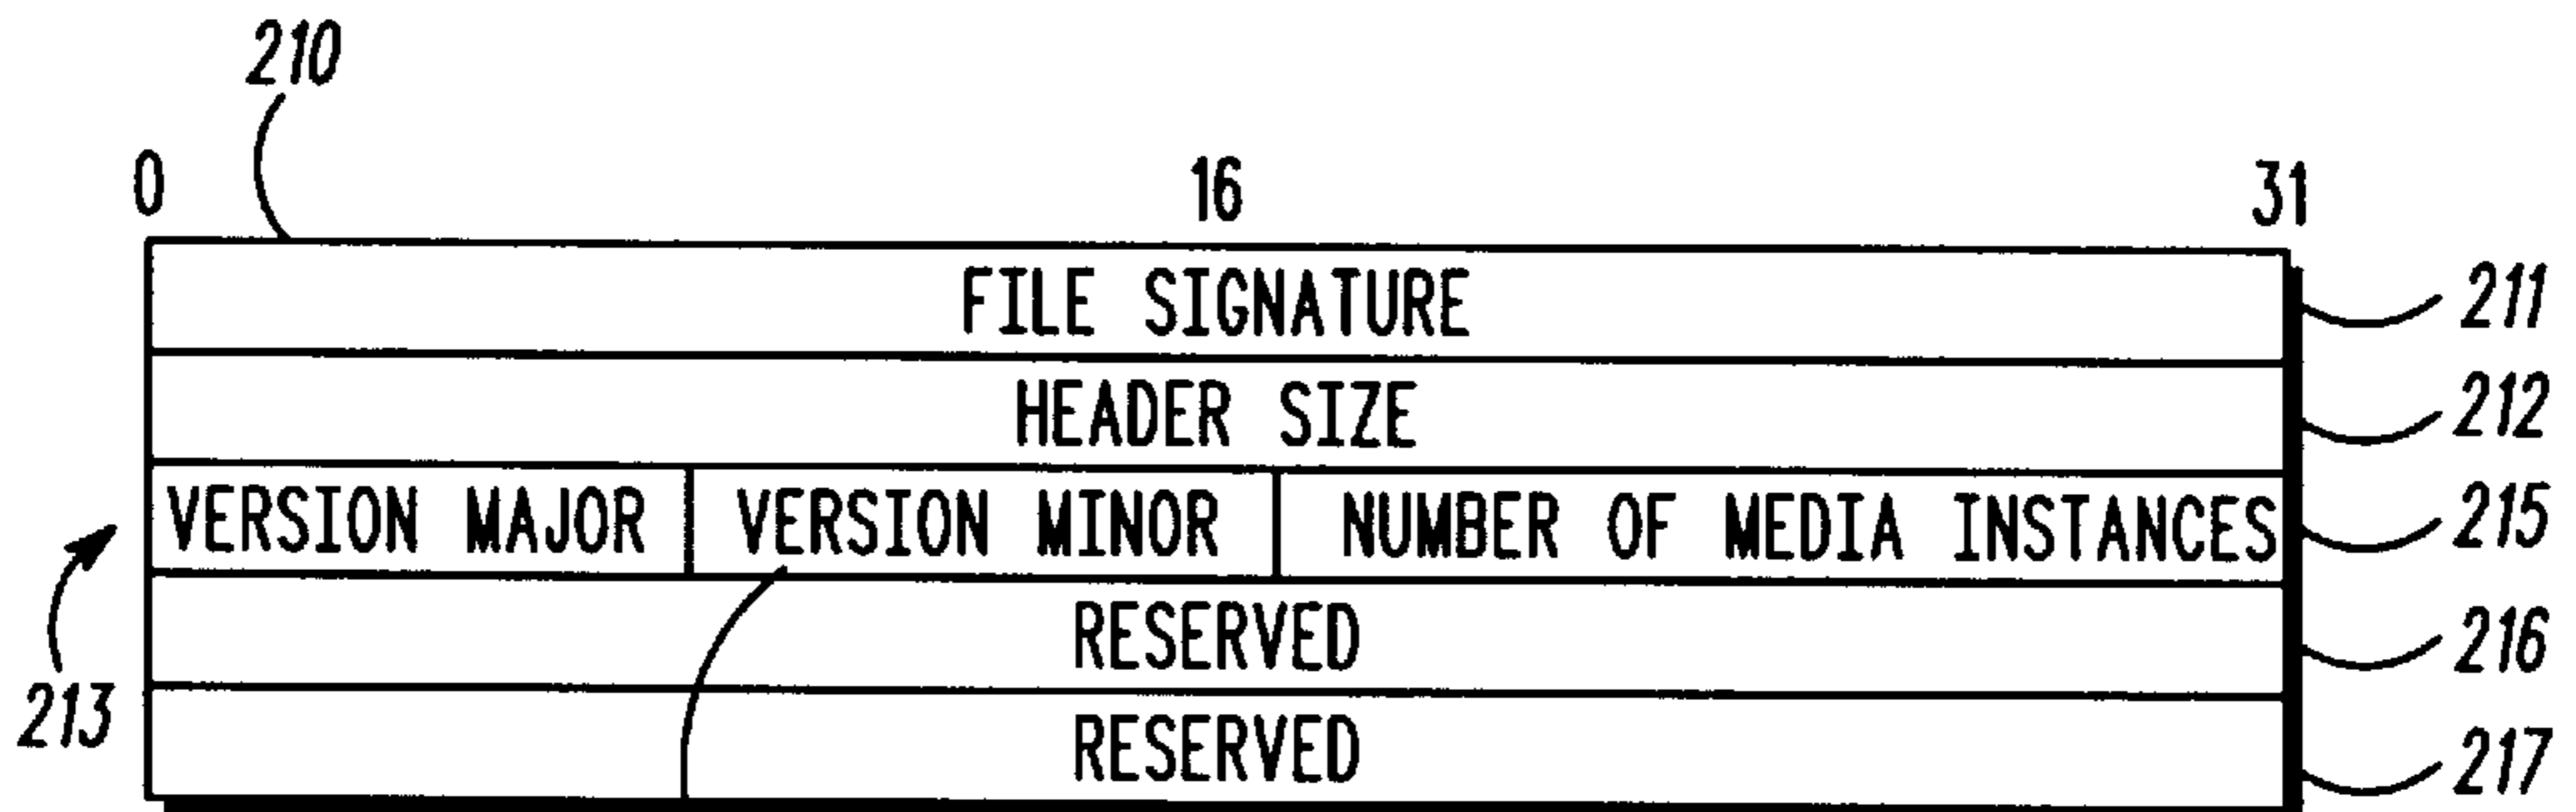 210
0 16 31
FILE SIGNATURE 211
HEADER SIZE 212
VERSION MAJOR VERSION MINOR NUMBER OF MEDIA INSTANCES 215
RESERVED 216
213
RESERVED 217